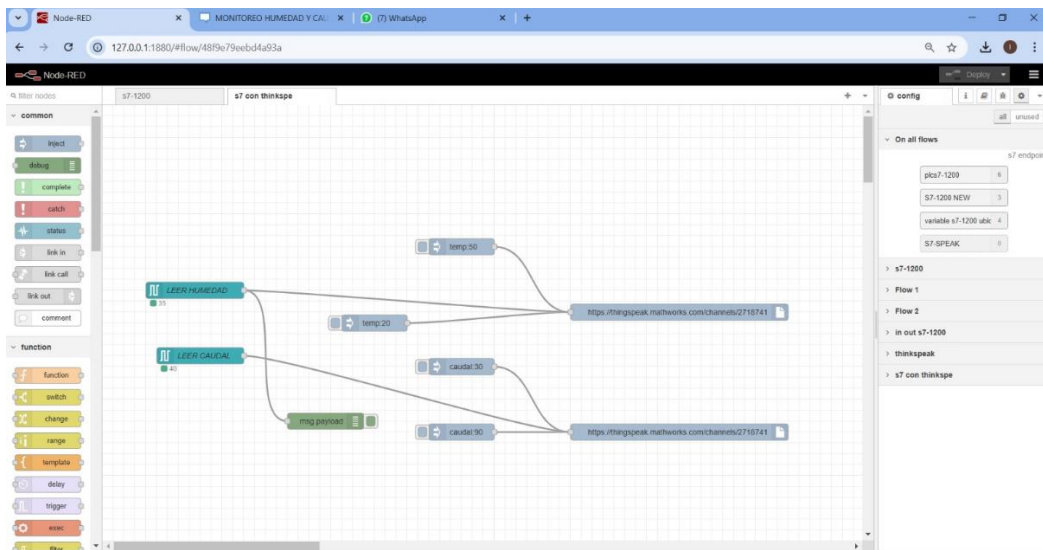 Node-RED
MONITOREO HUMEDAD Y CAU
(7) WhatsApp
127.0.0.1:1880/#flow/48f9e79eebd4a93a
Node-RED
Deploy
filter nodes
s7-1200
s7 con thinkspe
config
common
all unused
inject
debug
complete
catch
status
link in
link call
link out
comment
function
function
switch
change
range
template
delay
trigger
exec
filter
temp:50
LEER HUMEDAD
35
temp:20
https://thingspeak.mathworks.com/channels/2718741
LEER CAUDAL
40
caudal:30
msg.payload
caudal:90
https://thingspeak.mathworks.com/channels/2718741
On all flows
s7 endpoin
plcs7-1200 6
S7-1200 NEW 3
variable s7-1200 ubic 4
S7-SPEAK 8
s7-1200
Flow 1
Flow 2
in out s7-1200
thinkspeak
s7 con thinkspe